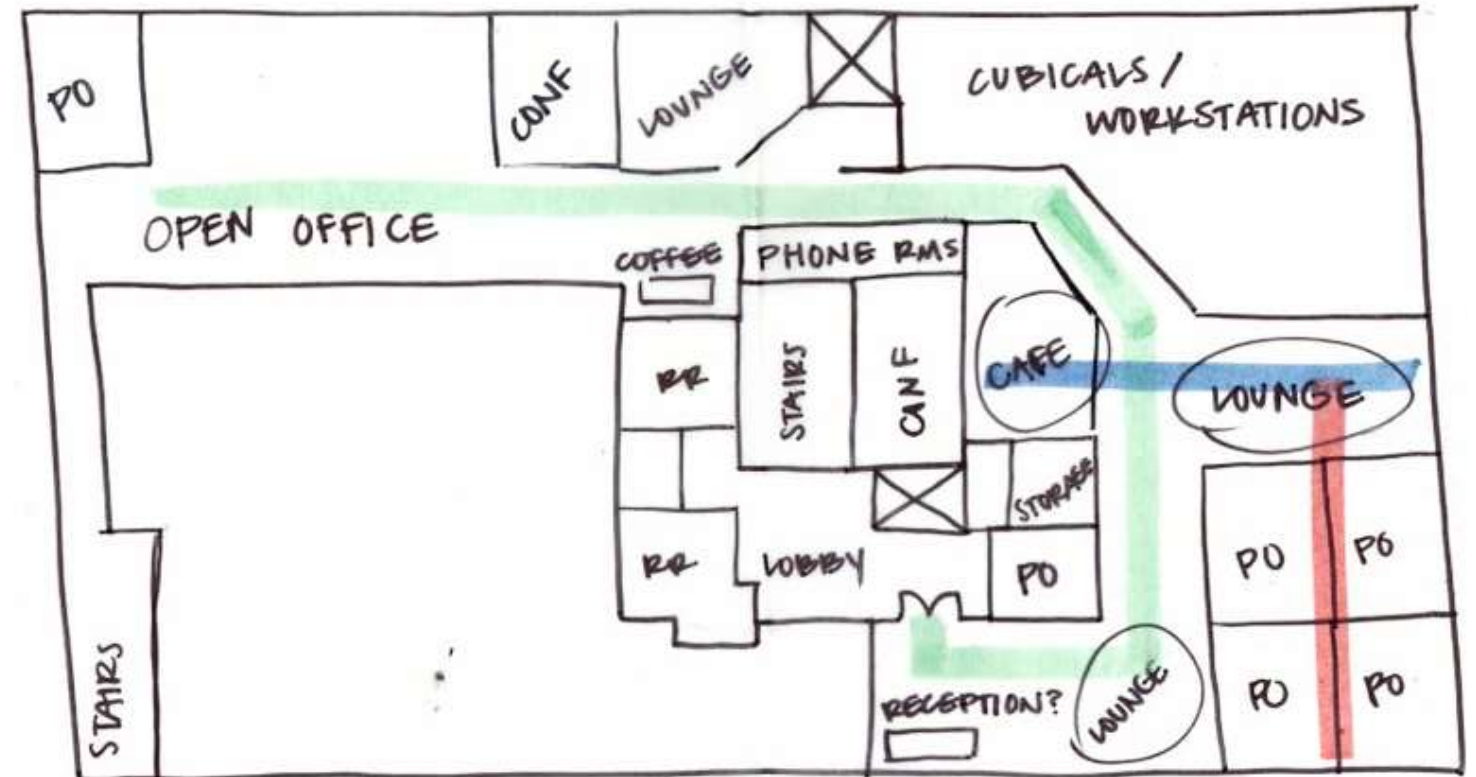 PO
CONF
LOUNGE
CUBICALS /
WORKSTATIONS
OPEN OFFICE
COFFEE
PHONE RMS
RR
STAIRS
CONF
CAFE
LOUNGE
STORAGE
RR
LOBBY
PO
PO
PO
STAIRS
RECEPTION?
LOUNGE
PO
PO